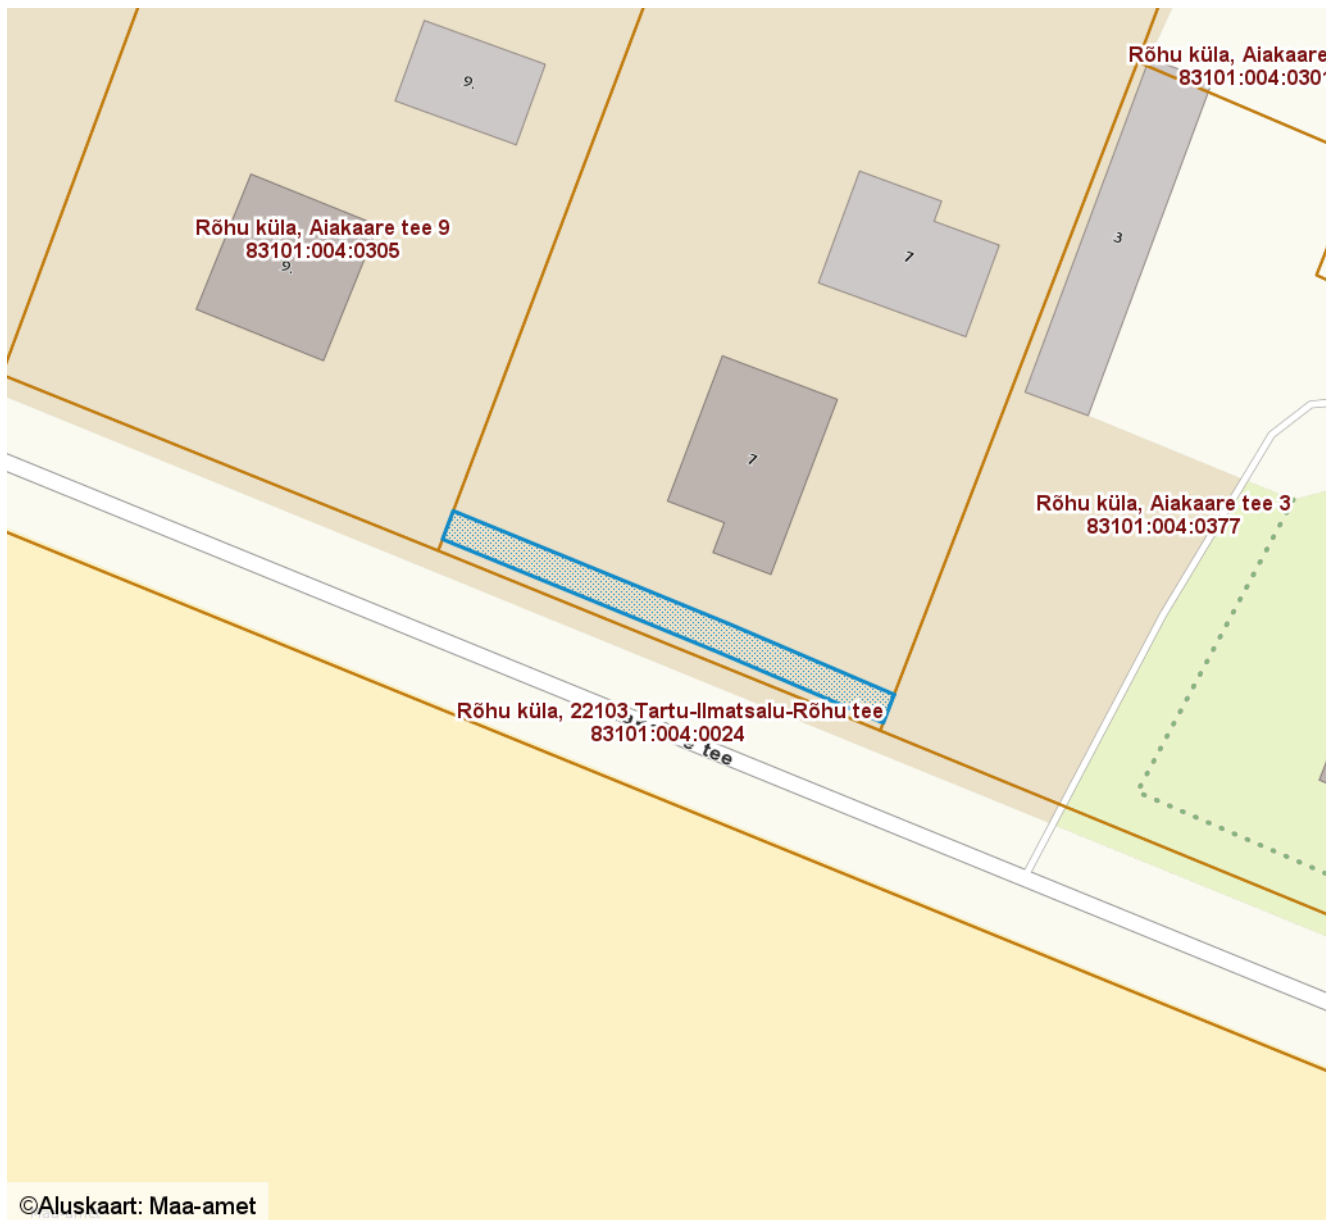 Rõhu küla, Aiakaare
83101:004:0301
9.
Rõhu küla, Aiakaare tee 9
83101:004:0305
9.
7
3
7
Rõhu küla, Aiakaare tee 3
83101:004:0377
Rõhu küla, 22103 Tartu-Ilmatsalu-Rõhu tee
83101:004:0024
tee
©Aluskaart: Maa-amet